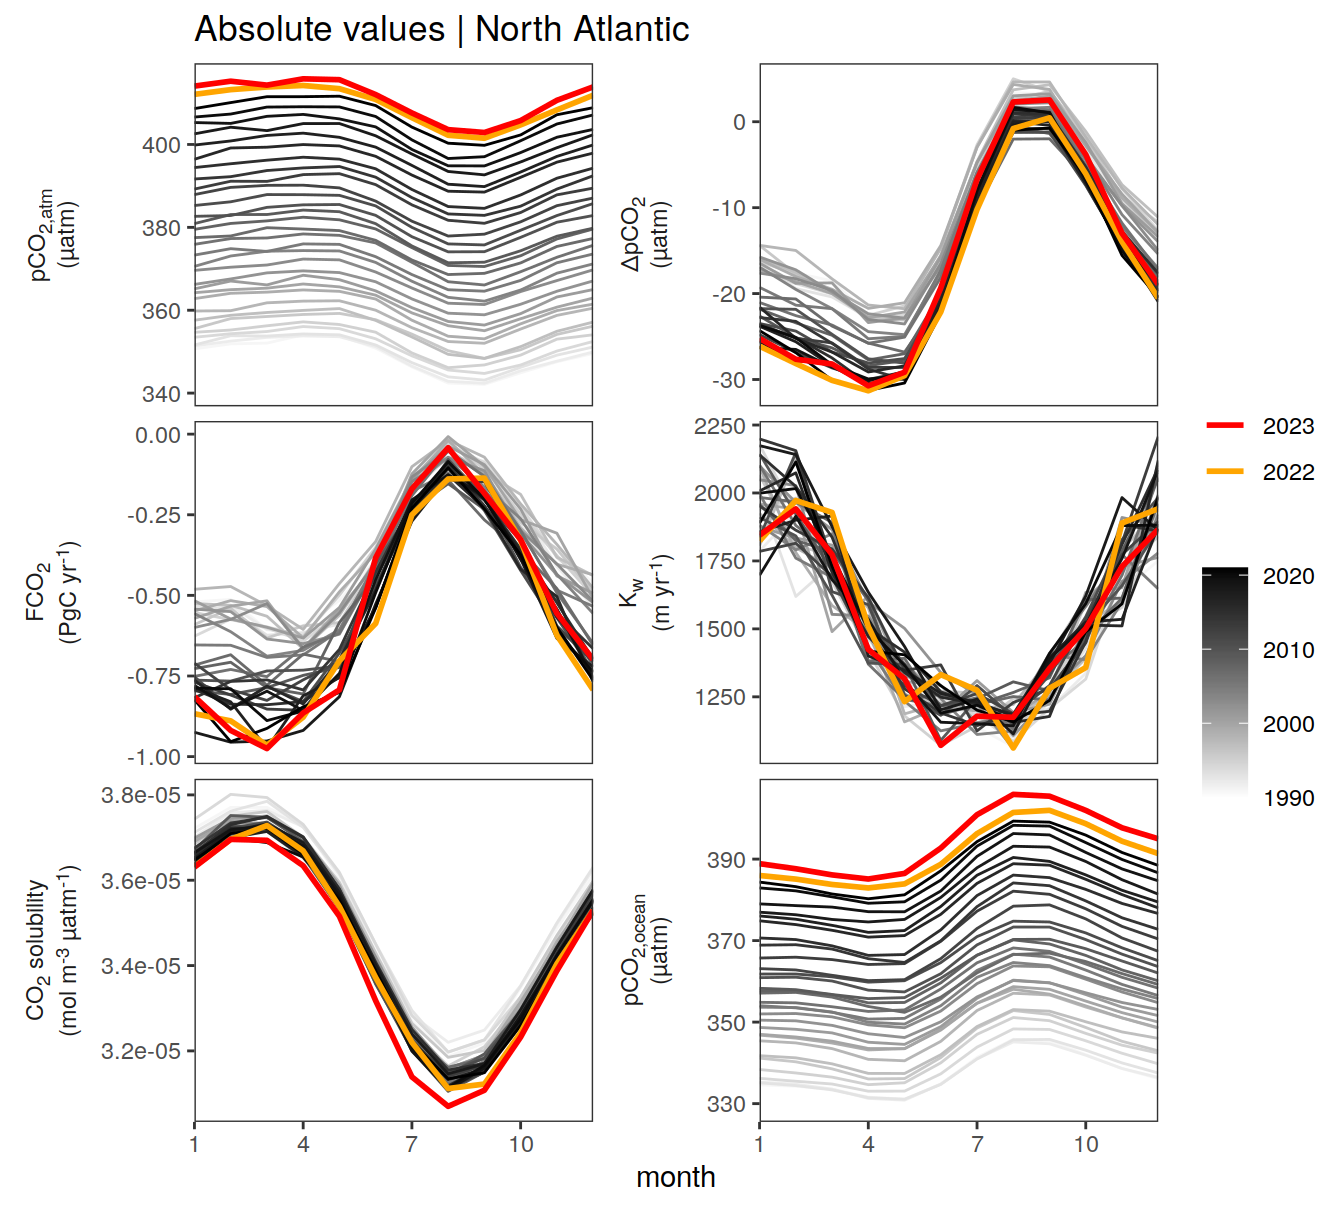 Absolute values | North Atlantic
pCO2,atm
(µatm)
400
380
360
340
ΔpCO2
(µatm)
0
-10
-20
-30
FCO2
(PgC yr-1)
0.00
-0.25
-0.50
-0.75
-1.00
Kw
(m yr-1)
2250
2000
1750
1500
1250
CO2 solubility
(mol m-3 µatm-1)
3.8e-05
3.6e-05
3.4e-05
3.2e-05
1
4
7
10
pCO2,ocean
(µatm)
390
370
350
330
1
4
7
10
month
2023
2022
2020
2010
2000
1990